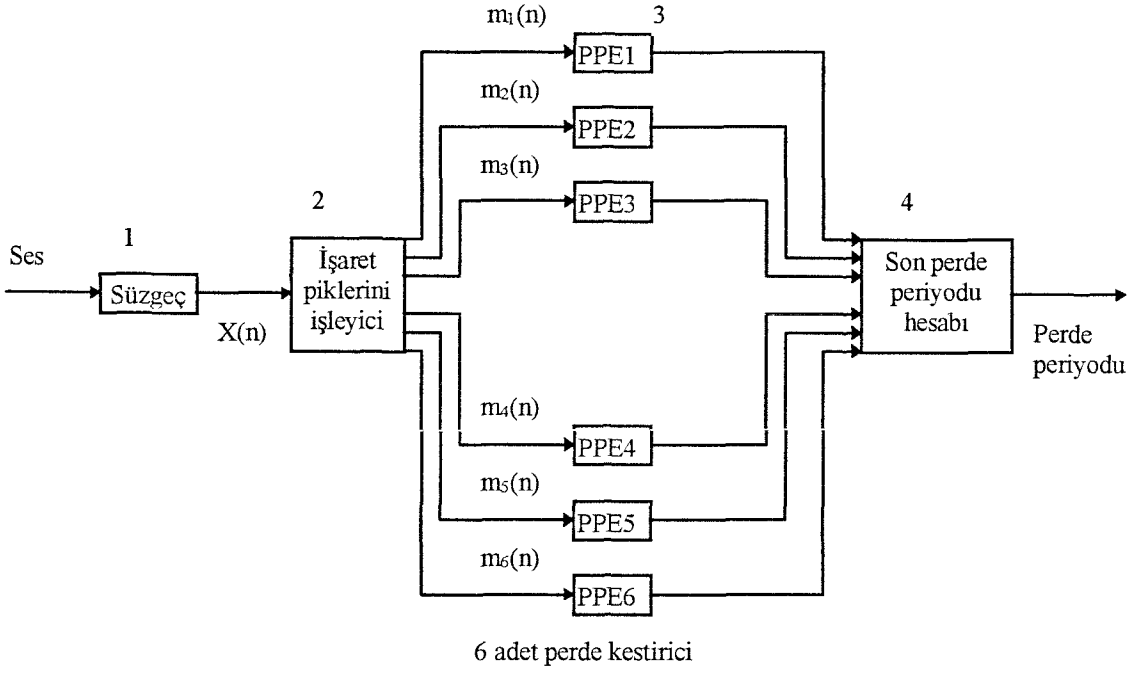 m₁(n)
3
PPE1
m₂(n)
PPE2
m₃(n)
PPE3
2
4
1
Ses
Süzgeç
X(n)
İşaret
piklerini
işleyici
Son perde
periyodu
hesabı
Perde
periyodu
m₄(n)
PPE4
m₅(n)
PPE5
m₆(n)
PPE6
6 adet perde kestirici